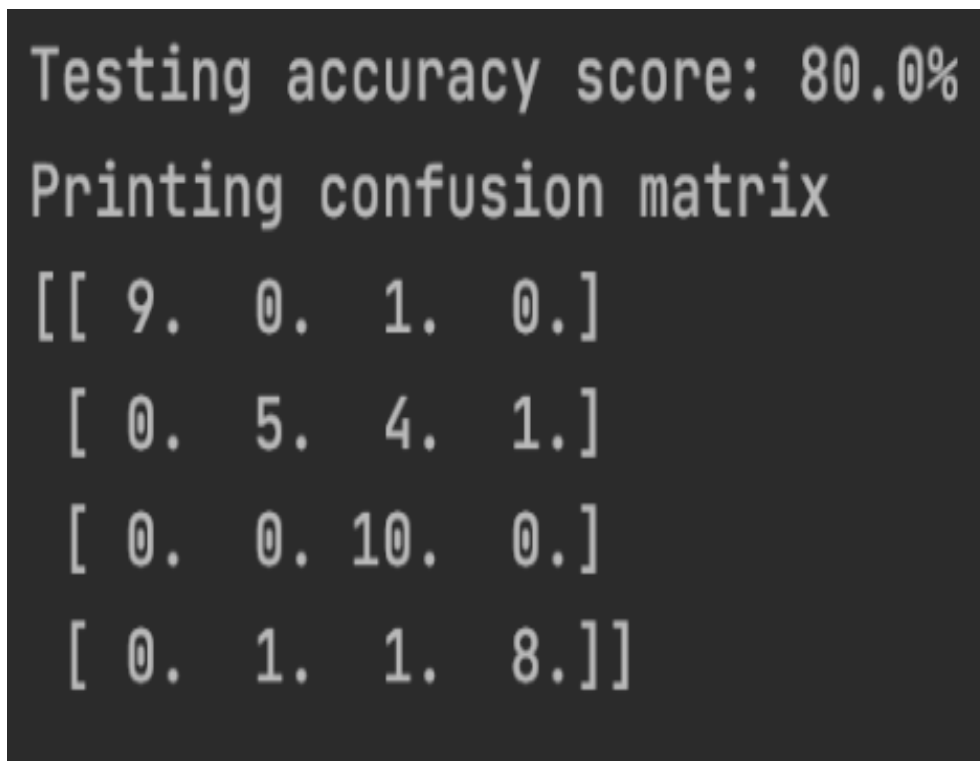 Testing accuracy score: 80.0%
Printing confusion matrix
[[ 9.  0.  1.  0.]
 [ 0.  5.  4.  1.]
 [ 0.  0. 10.  0.]
 [ 0.  1.  1.  8.]]